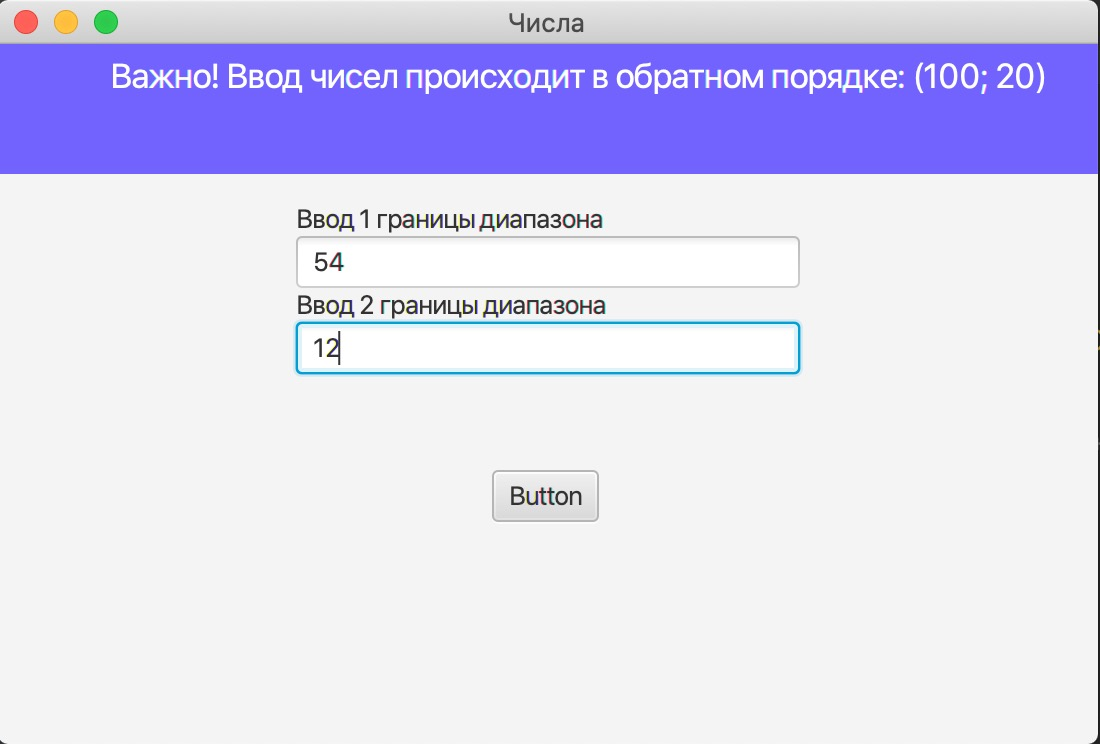 Числа
Важно! Ввод чисел происходит в обратном порядке: (100; 20)
Ввод 1 границы диапазона
54
Ввод 2 границы диапазона
12
Button